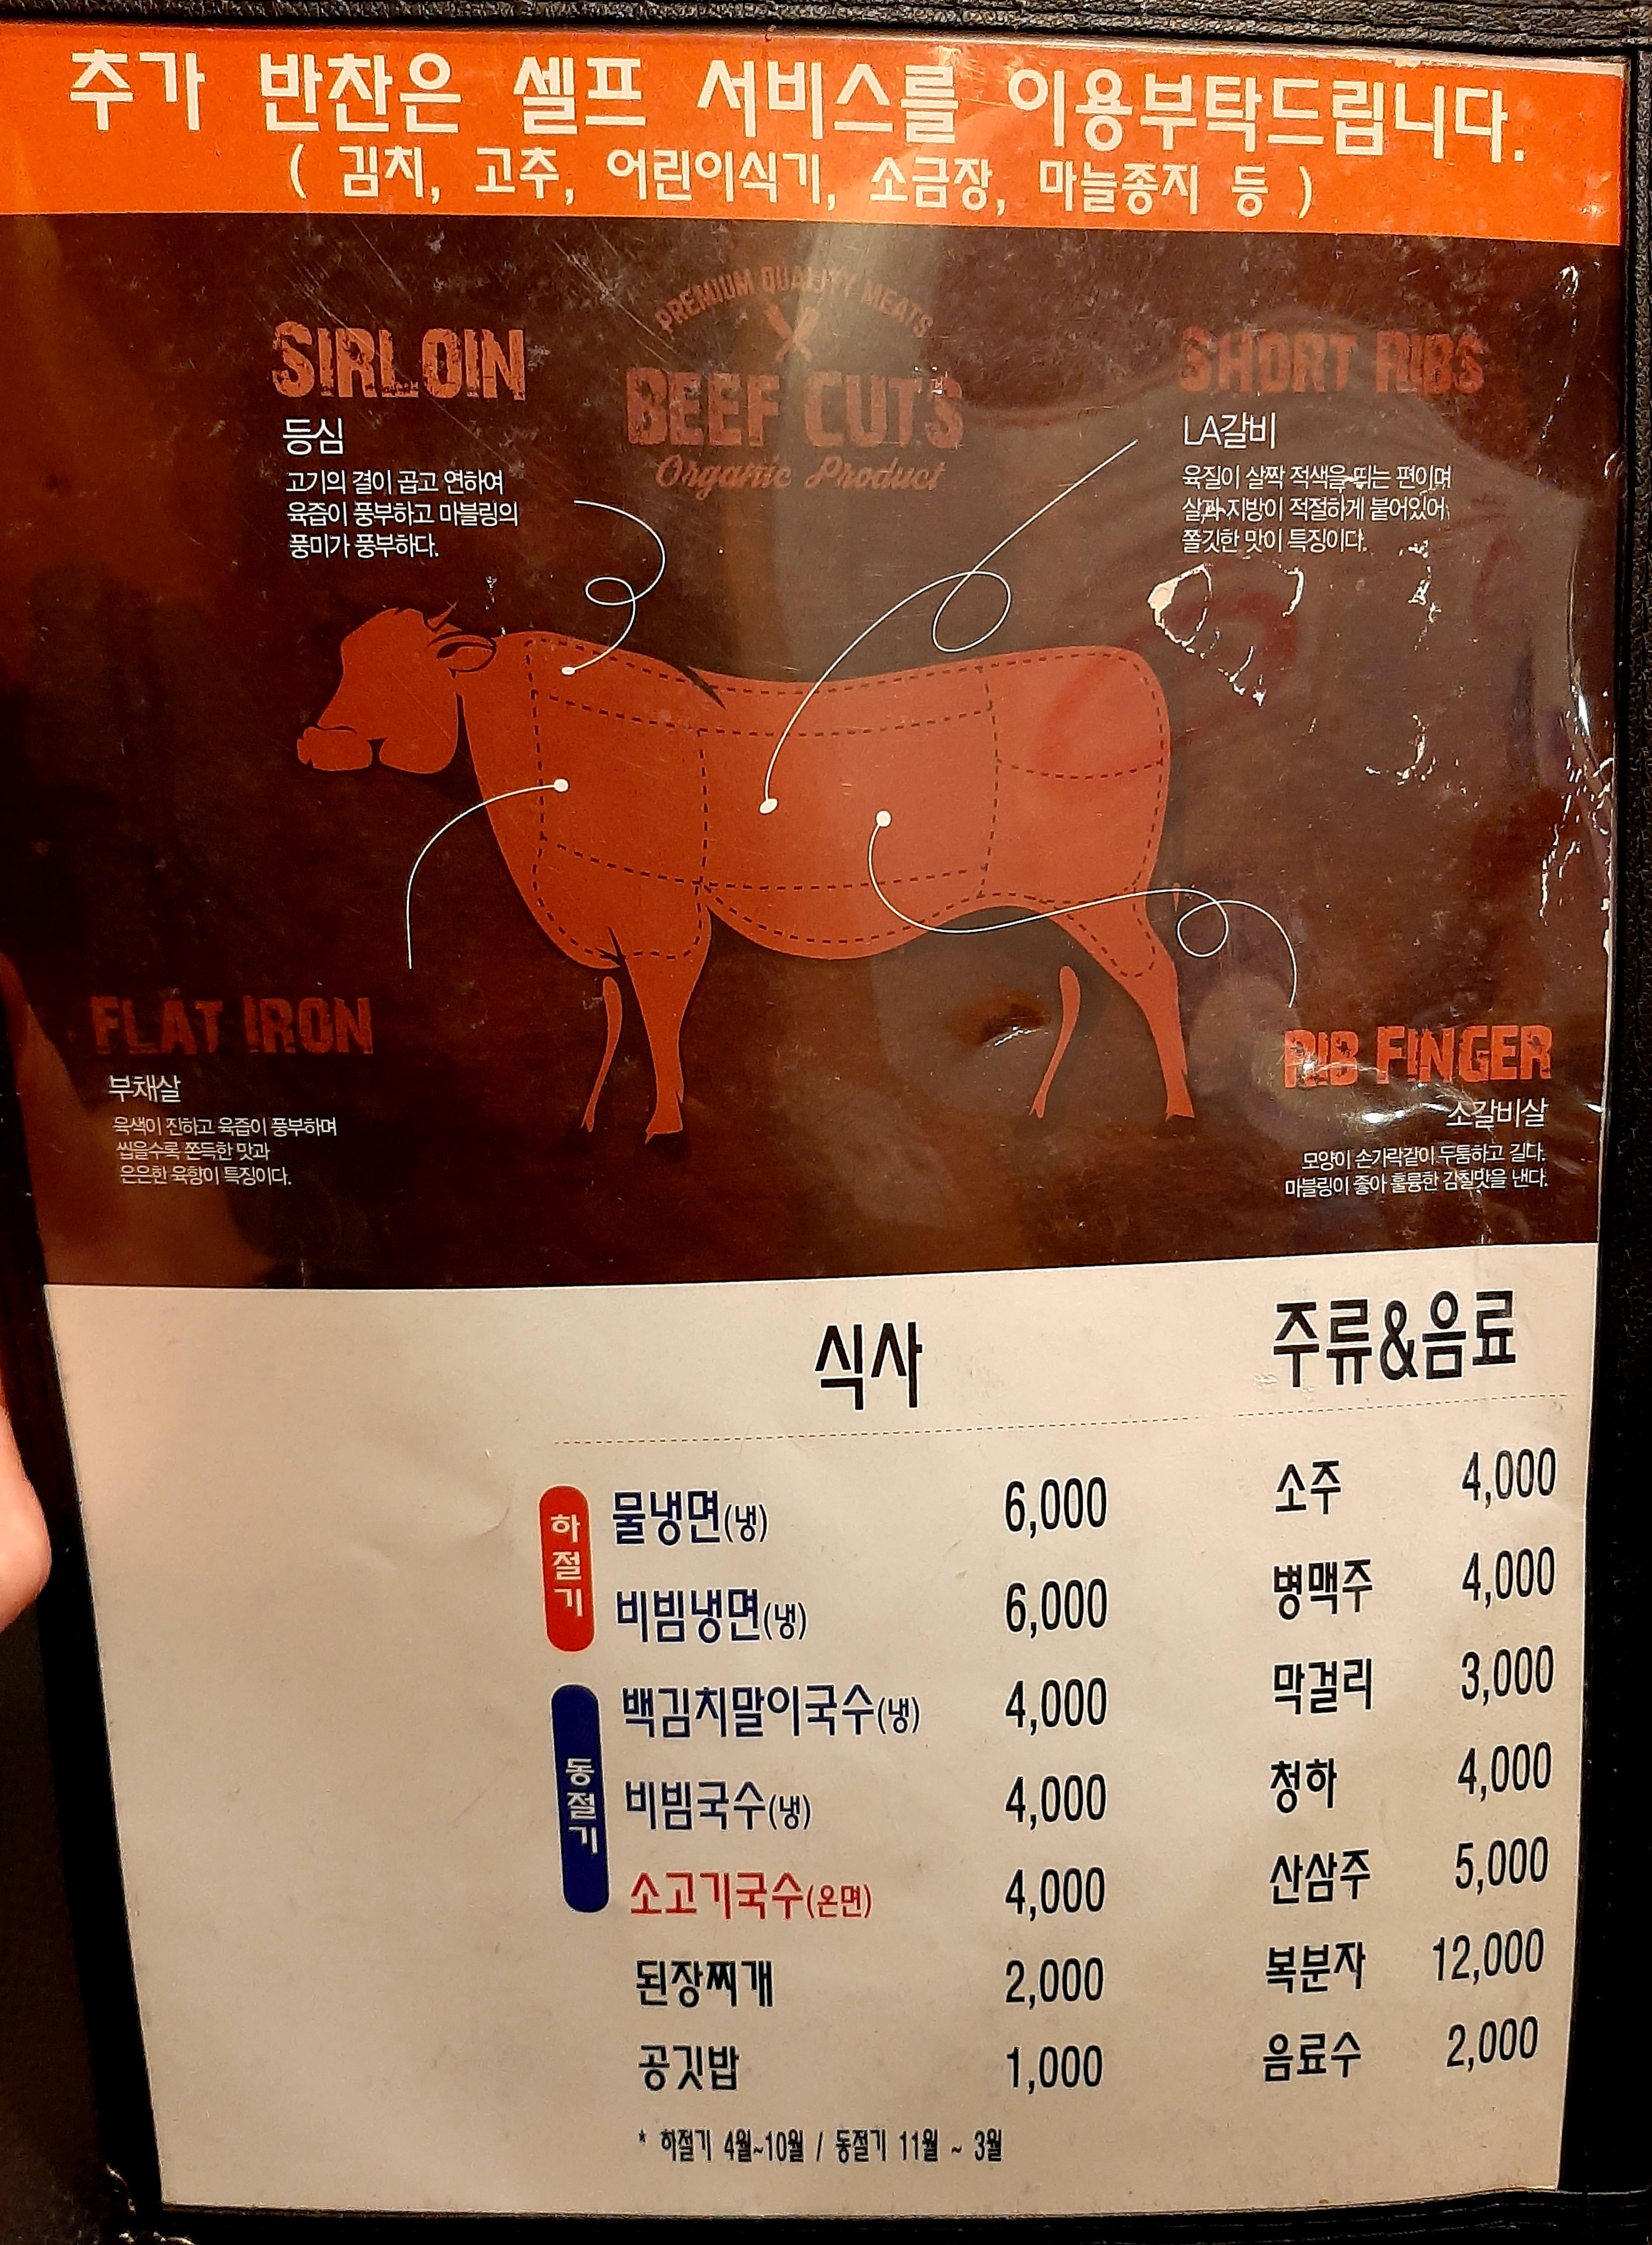 추가 반찬은 셀프 서비스를 이용부탁드립니다.
( 김치, 고추, 어린이식기, 소금장, 마늘종지 등 )
PREMIUM QUALITY MEATS
BEEF CUTS
Organic Product
SIRLOIN
등심
고기의 결이 곱고 연하여
육즙이 풍부하고 마블링의
풍미가 풍부하다.
SHORT RIBS
LA갈비
육질이 살짝 적색을 띄는 편이며
살과 지방이 적절하게 붙어있어
쫄깃한 맛이 특징이다.
FLAT IRON
부채살
육색이 진하고 육즙이 풍부하며
씹을수록 쫀득한 맛과
은은한 육향이 특징이다.
RIB FINGER
소갈비살
모양이 손가락같이 두툼하고 길다.
마블링이 좋아 훌륭한 감칠맛을 낸다.
식사
하절기
물냉면(냉) 6,000
비빔냉면(냉) 6,000
동절기
백김치말이국수(냉) 4,000
비빔국수(냉) 4,000
소고기국수(온면) 4,000
된장찌개 2,000
공깃밥 1,000
* 하절기 4월~10월 / 동절기 11월 ~ 3월
주류&음료
소주 4,000
병맥주 4,000
막걸리 3,000
청하 4,000
산삼주 5,000
복분자 12,000
음료수 2,000